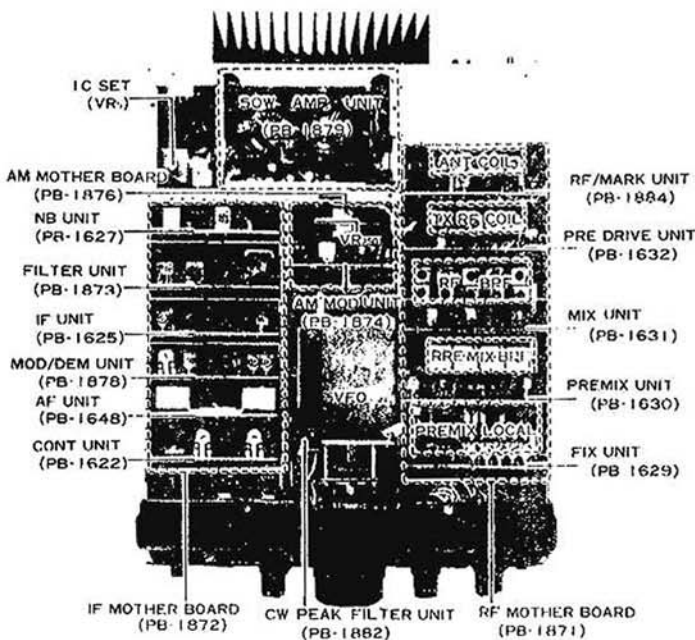 IC SET
(VR₁)
50W AMP UNIT
(PB-1879)
AM MOTHER BOARD
(PB-1876)
NB UNIT
(PB-1627)
FILTER UNIT
(PB-1873)
IF UNIT
(PB-1625)
MOD/DEM UNIT
(PB-1878)
AF UNIT
(PB-1648)
CONT UNIT
(PB-1622)
AM MOD UNIT
(PB-1874)
VFO
ANT COIL
TX RF COIL
PREMIX LOCAL
RF/MARK UNIT
(PB-1884)
PRE DRIVE UNIT
(PB-1632)
MIX UNIT
(PB-1631)
PREMIX UNIT
(PB-1630)
FIX UNIT
(PB 1629)
IF MOTHER BOARD
(PB-1872)
CW PEAK FILTER UNIT
(PB-1882)
RF MOTHER BOARD
(PB-1871)